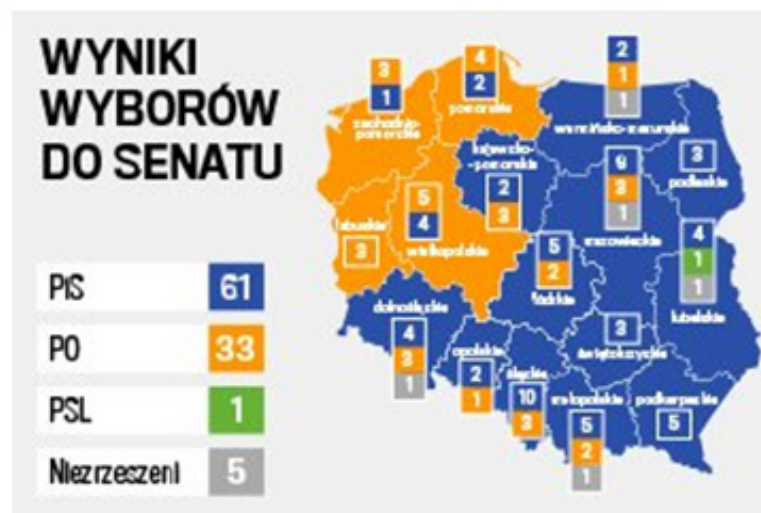 WYNIKI
WYBORÓW
DO SENATU
PiS 61
PO 33
PSL 1
Niezrzeszeni 5
3
1
zachodnio-
-pomorskie
4
2
pomorskie
2
1
1
warmińsko-mazurskie
3
podlaskie
kujawsko-
-pomorskie
2
3
9
3
1
mazowieckie
lubuskie
3
5
4
wielkopolskie
5
2
łódzkie
4
1
1
lubelskie
dolnośląskie
4
3
1
opolskie
2
1
śląskie
10
3
świętokrzyskie
3
małopolskie
5
2
1
podkarpackie
5